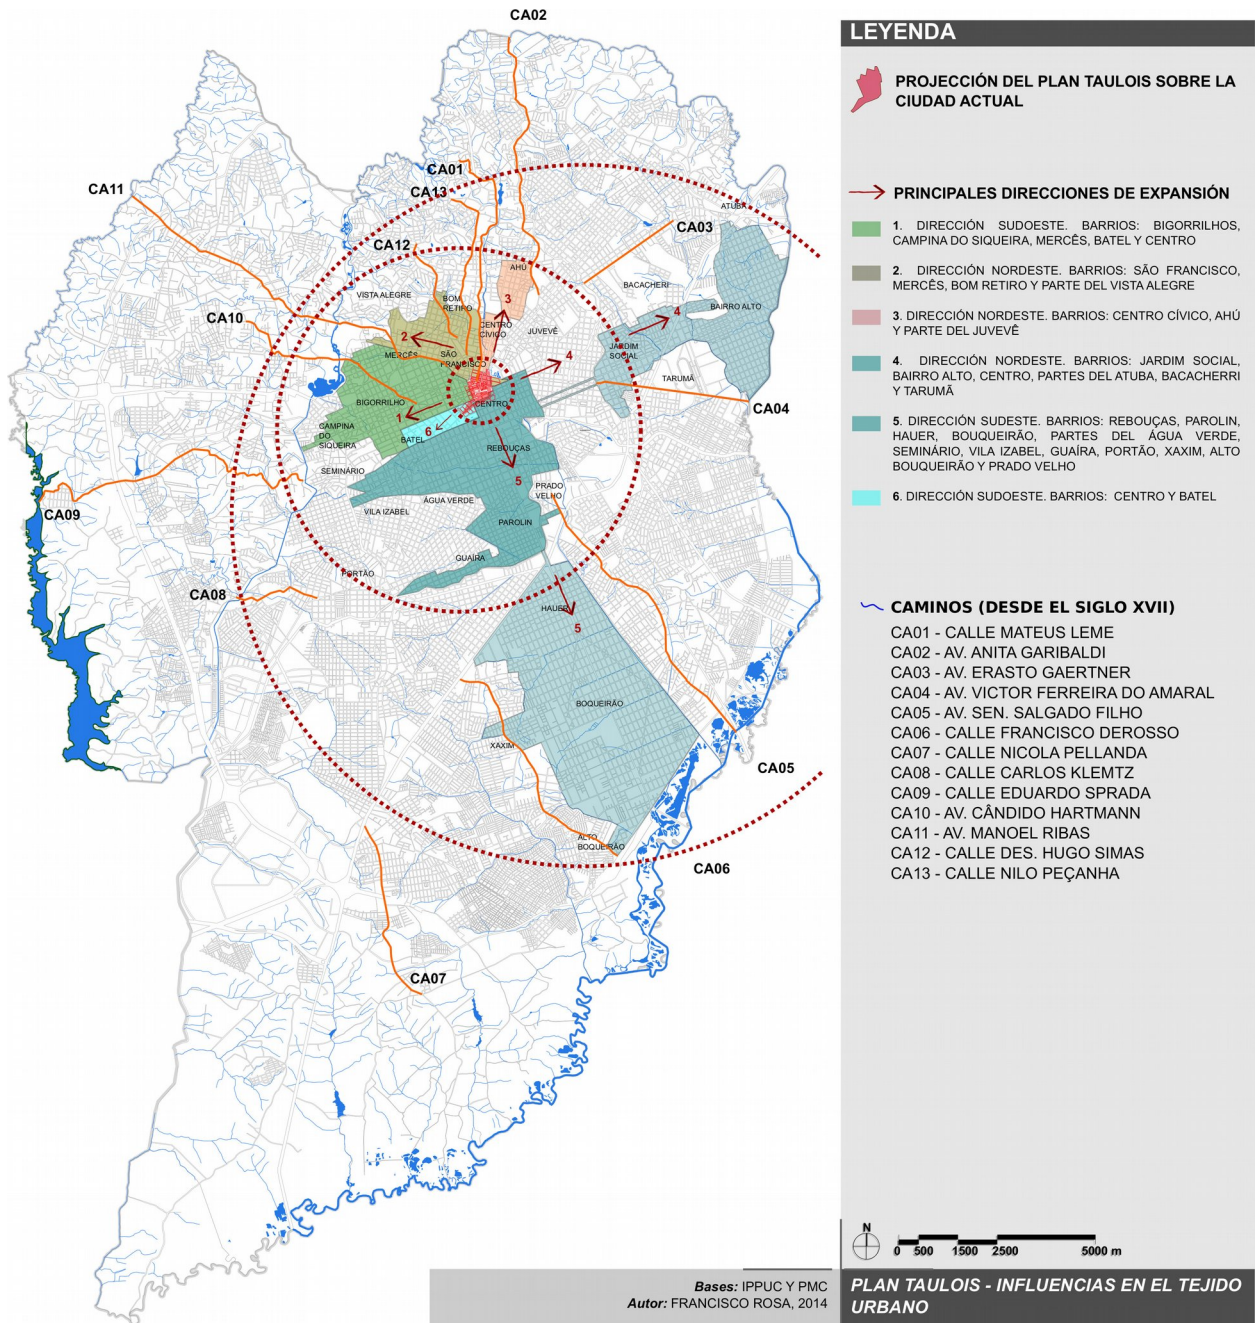 CA02
CA01
CA11
CA13
CA03
CA12
CA10
CA04
CA09
CA08
CA05
CA06
CA07
ATUBA
AHÚ
BACACHERI
VISTA ALEGRE
BOM
RETIRO
3
BAIRRO ALTO
CENTRO
CÍVICO
JUVEVÊ
4
2
MERCÊS
SÃO
FRANCISCO
JARDIM
SOCIAL
4
TARUMÃ
BIGORRILHO
CENTRO
1
6
CAMPINA
DO
SIQUEIRA
BATEL
REBOUÇAS
SEMINÁRIO
5
PRADO
VELHO
ÁGUA VERDE
VILA IZABEL
PAROLIN
GUAÍRA
PORTÃO
HAUER
5
BOQUEIRÃO
XAXIM
ALTO
BOQUEIRÃO
LEYENDA
PROJECCIÓN DEL PLAN TAULOIS SOBRE LA
CIUDAD ACTUAL
PRINCIPALES DIRECCIONES DE EXPANSIÓN
1. DIRECCIÓN SUDOESTE. BARRIOS: BIGORRILHOS,
CAMPINA DO SIQUEIRA, MERCÊS, BATEL Y CENTRO
2. DIRECCIÓN NORDESTE. BARRIOS: SÃO FRANCISCO,
MERCÊS, BOM RETIRO Y PARTE DEL VISTA ALEGRE
3. DIRECCIÓN NORDESTE. BARRIOS: CENTRO CÍVICO, AHÚ
Y PARTE DEL JUVEVÊ
4. DIRECCIÓN NORDESTE. BARRIOS: JARDIM SOCIAL,
BAIRRO ALTO, CENTRO, PARTES DEL ATUBA, BACACHERRI
Y TARUMÃ
5. DIRECCIÓN SUDESTE. BARRIOS: REBOUÇAS, PAROLIN,
HAUER, BOUQUEIRÃO, PARTES DEL ÁGUA VERDE,
SEMINÁRIO, VILA IZABEL, GUAÍRA, PORTÃO, XAXIM, ALTO
BOUQUEIRÃO Y PRADO VELHO
6. DIRECCIÓN SUDOESTE. BARRIOS: CENTRO Y BATEL
CAMINOS (DESDE EL SIGLO XVII)
CA01 - CALLE MATEUS LEME
CA02 - AV. ANITA GARIBALDI
CA03 - AV. ERASTO GAERTNER
CA04 - AV. VICTOR FERREIRA DO AMARAL
CA05 - AV. SEN. SALGADO FILHO
CA06 - CALLE FRANCISCO DEROSSO
CA07 - CALLE NICOLA PELLANDA
CA08 - CALLE CARLOS KLEMTZ
CA09 - CALLE EDUARDO SPRADA
CA10 - AV. CÂNDIDO HARTMANN
CA11 - AV. MANOEL RIBAS
CA12 - CALLE DES. HUGO SIMAS
CA13 - CALLE NILO PEÇANHA
N
0 500 1500 2500 5000 m
Bases: IPPUC Y PMC
Autor: FRANCISCO ROSA, 2014
PLAN TAULOIS - INFLUENCIAS EN EL TEJIDO
URBANO